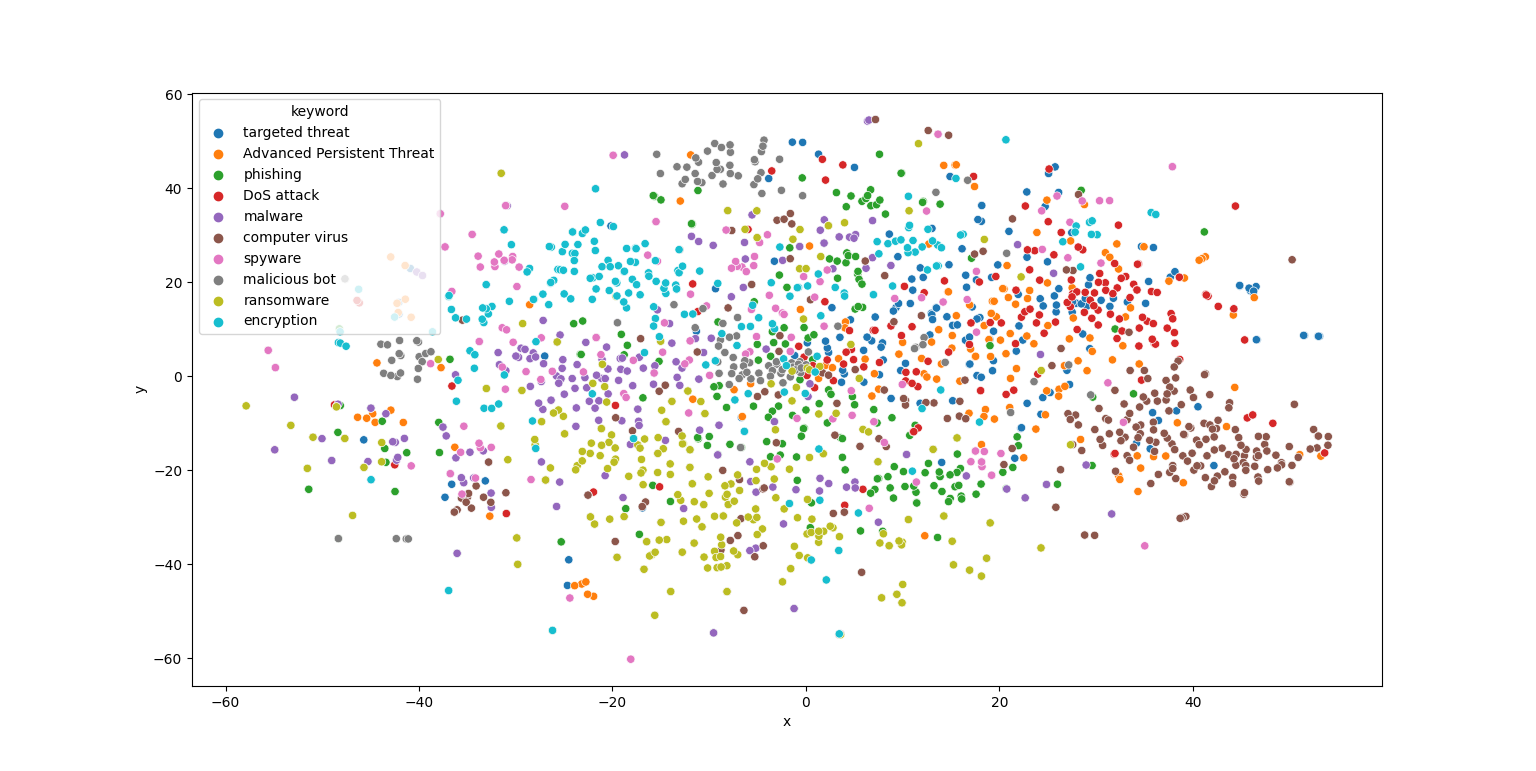 60
40
20
0
−20
−40
−60
y
keyword
targeted threat
Advanced Persistent Threat
phishing
DoS attack
malware
computer virus
spyware
malicious bot
ransomware
encryption
−60
−40
−20
0
20
40
x